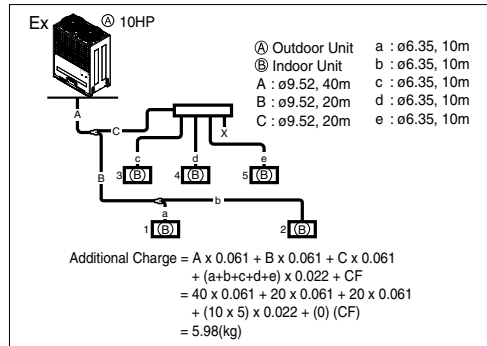 Ex Ⓐ 10HP
Ⓐ Outdoor Unit a : ø6.35, 10m
Ⓑ Indoor Unit b : ø6.35, 10m
A : ø9.52, 40m c : ø6.35, 10m
B : ø9.52, 20m d : ø6.35, 10m
C : ø9.52, 20m e : ø6.35, 10m
A
C
X
c d e
B
3 Ⓑ 4 Ⓑ 5 Ⓑ
b
a
1 Ⓑ 2 Ⓑ
Additional Charge = A x 0.061 + B x 0.061 + C x 0.061
+ (a+b+c+d+e) x 0.022 + CF
= 40 x 0.061 + 20 x 0.061 + 20 x 0.061
+ (10 x 5) x 0.022 + (0) (CF)
= 5.98(kg)